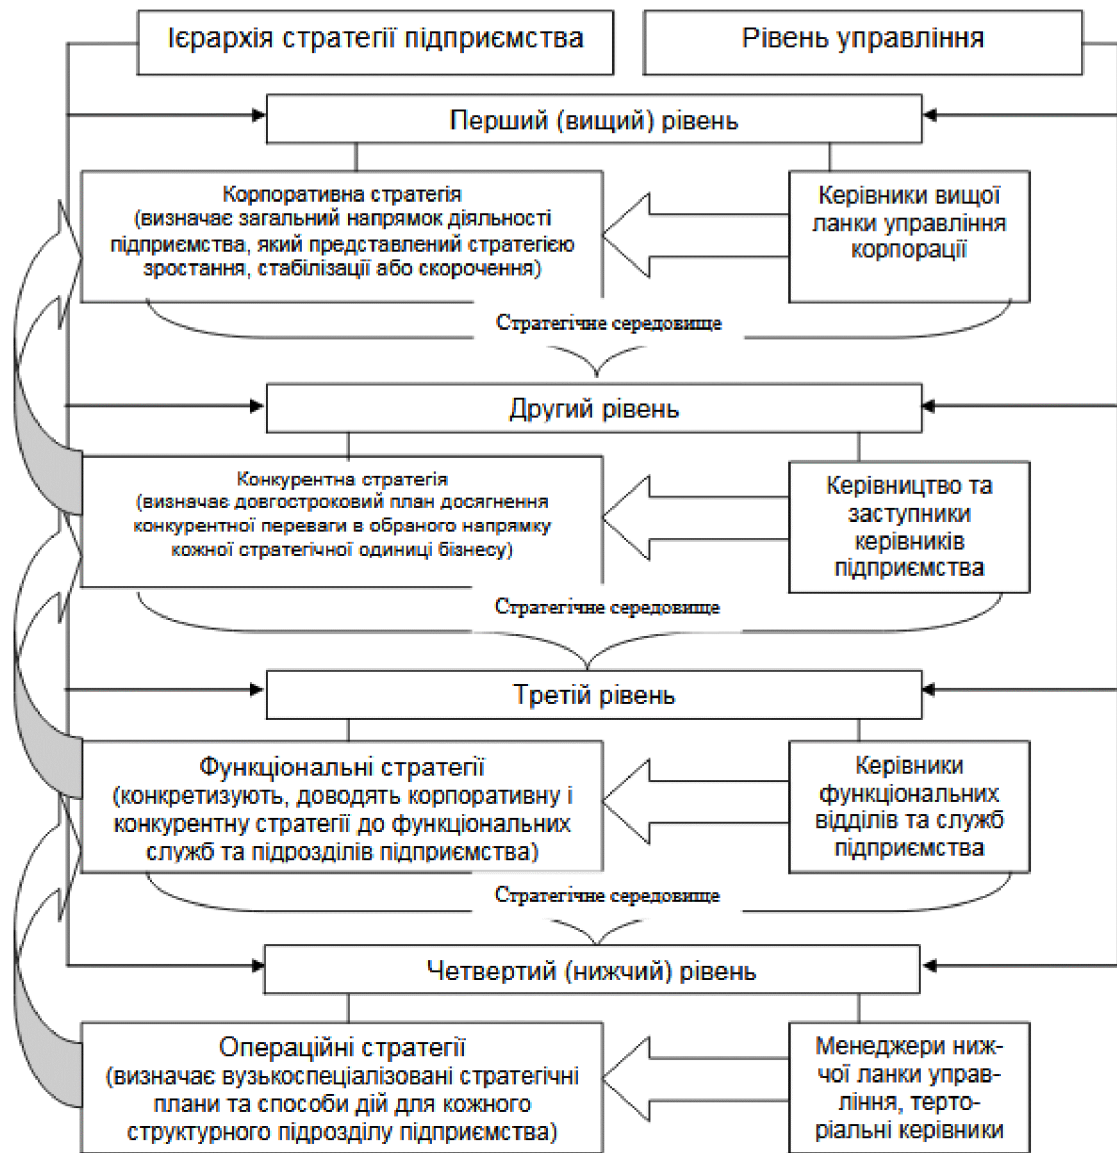 Ієрархія стратегії підприємства
Рівень управління
Перший (вищий) рівень
Корпоративна стратегія
(визначає загальний напрямок діяльності
підприємства, який представлений стратегією
зростання, стабілізації або скорочення)
Керівники вищої
ланки управління
корпорації
Стратегічне середовище
Другий рівень
Конкурентна стратегія
(визначає довгостроковий план досягнення
конкурентної переваги в обраного напрямку
кожної стратегічної одиниці бізнесу)
Керівництво та
заступники
керівників
підприємства
Стратегічне середовище
Третій рівень
Функціональні стратегії
(конкретизують, доводять корпоративну і
конкурентну стратегії до функціональних
служб та підрозділів підприємства)
Керівники
функціональних
відділів та служб
підприємства
Стратегічне середовище
Четвертий (нижчий) рівень
Операційні стратегії
(визначає вузькоспеціалізовані стратегічні
плани та способи дій для кожного
структурного підрозділу підприємства)
Менеджери ниж-
чої ланки управ-
ління, терто-
ріальні керівники